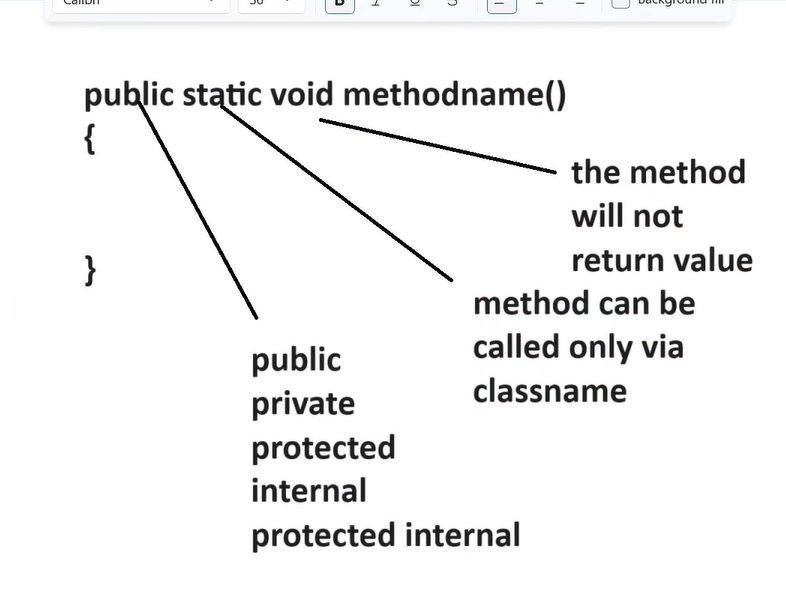 Calibri
B I U S
Background fill
public static void methodname()
{
}
the method
will not
return value
method can be
called only via
classname
public
private
protected
internal
protected internal